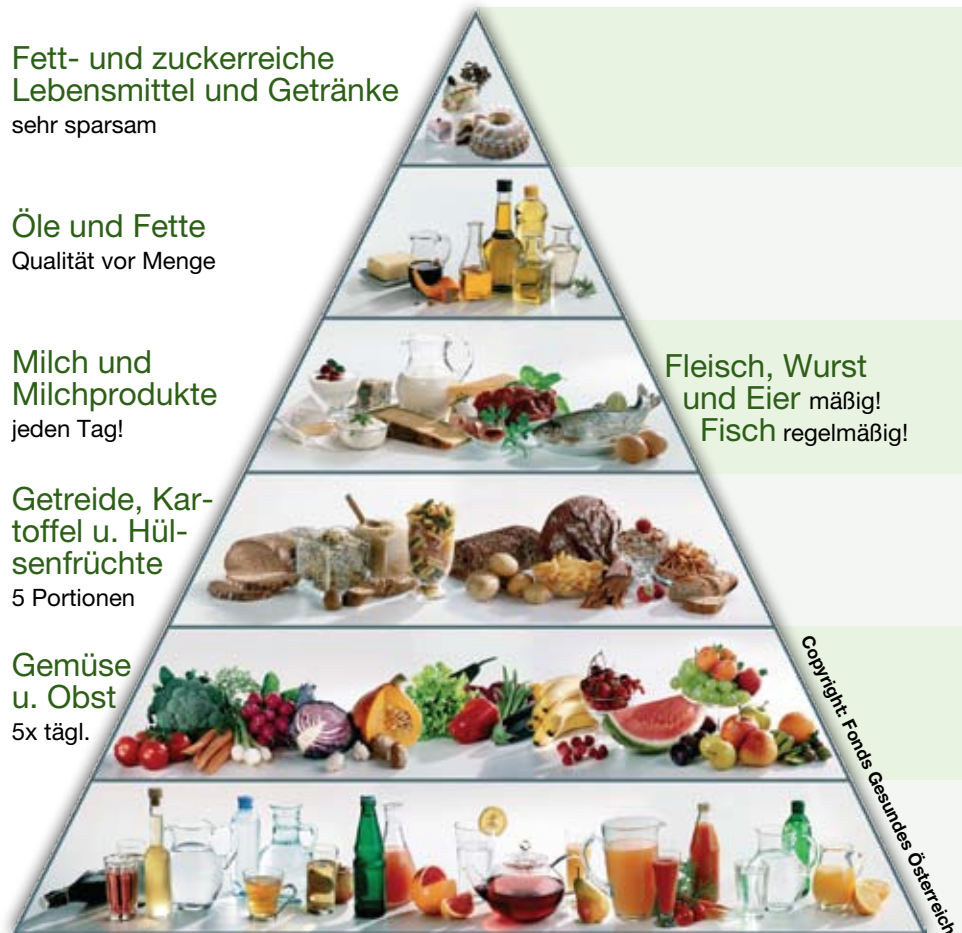 Fett- und zuckerreiche
Lebensmittel und Getränke
sehr sparsam
Öle und Fette
Qualität vor Menge
Milch und
Milchprodukte
jeden Tag!
Fleisch, Wurst
und Eier mäßig!
Fisch regelmäßig!
Getreide, Kar-
toffel u. Hül-
senfrüchte
5 Portionen
Gemüse
u. Obst
5x tägl.
Copyright: Fonds Gesundes Österreich